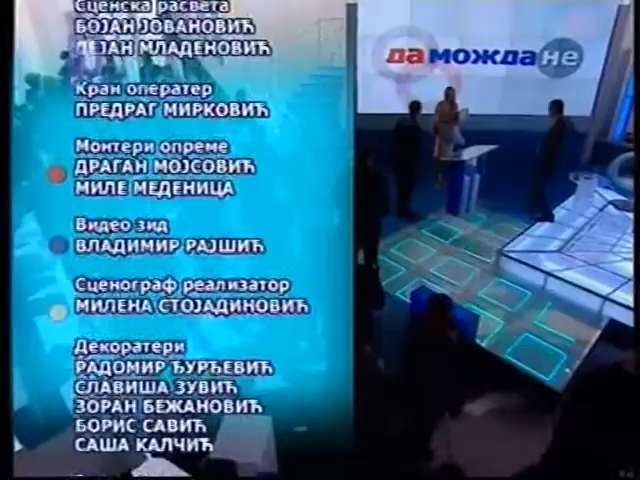 Сценска расвета
БОЈАН ЈОВАНОВИЋ
ДЕЈАН МЛАДЕНОВИЋ
Кран оператер
ПРЕДРАГ МИРКОВИЋ
Монтери опреме
ДРАГАН МОЈСОВИЋ
МИЛЕ МЕДЕНИЦА
Видео зид
ВЛАДИМИР РАЈШИЋ
Сценограф реализатор
МИЛЕНА СТОЈАДИНОВИЋ
Декоратери
РАДОМИР ЂУРЂЕВИЋ
СЛАВИША ЗУВИЋ
ЗОРАН БЕЖАНОВИЋ
БОРИС САВИЋ
САША КАЛЧИЋ
да можда не